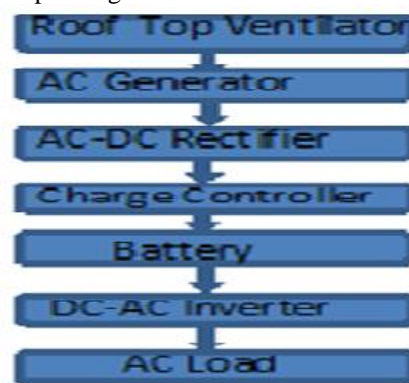 Roof Top Ventilator
AC Generator
AC-DC Rectifier
Charge Controller
Battery
DC-AC Inverter
AC Load